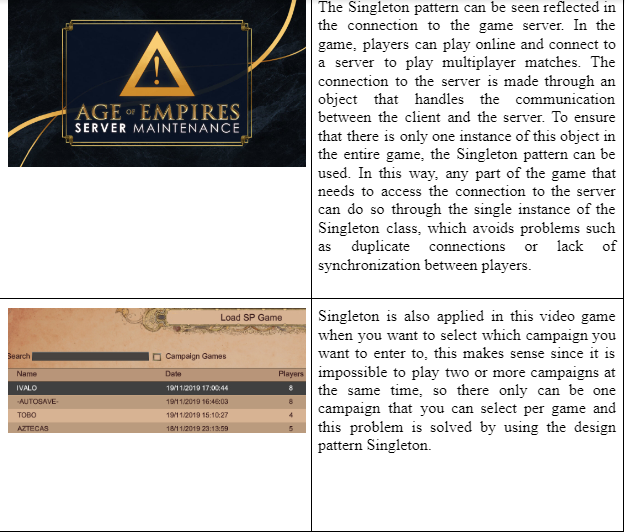 AGE OF EMPIRES
SERVER MAINTENANCE
The Singleton pattern can be seen reflected in
the connection to the game server. In the
game, players can play online and connect to
a server to play multiplayer matches. The
connection to the server is made through an
object that handles the communication
between the client and the server. To ensure
that there is only one instance of this object in
the entire game, the Singleton pattern can be
used. In this way, any part of the game that
needs to access the connection to the server
can do so through the single instance of the
Singleton class, which avoids problems such
as duplicate connections or lack of
synchronization between players.
Load SP Game
Search Campaign Games
Name Date Players
IVALO 19/11/2019 17:00:44 8
-AUTOSAVE- 19/11/2019 16:46:03 8
TOBO 19/11/2019 15:10:27 4
AZTECAS 18/11/2019 23:13:59 5
Singleton is also applied in this video game
when you want to select which campaign you
want to enter to, this makes sense since it is
impossible to play two or more campaigns at
the same time, so there only can be one
campaign that you can select per game and
this problem is solved by using the design
pattern Singleton.